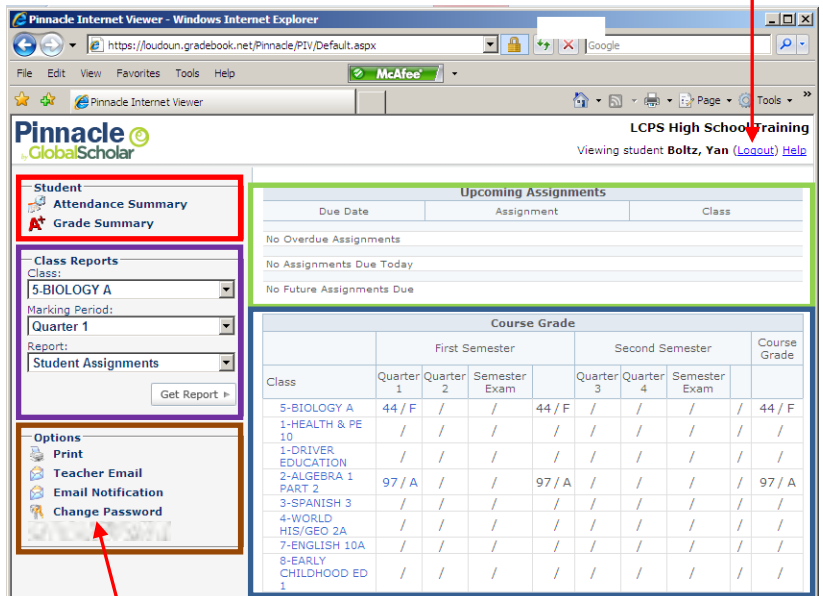 Pinnacle Internet Viewer - Windows Internet Explorer
https://loudoun.gradebook.net/Pinnacle/PIV/Default.aspx
Google
File Edit View Favorites Tools Help
McAfee
Pinnacle Internet Viewer
Page Tools »
Pinnacle
by GlobalScholar
LCPS High School Training
Viewing student Boltz, Yan (Logout) Help
Student
Attendance Summary
A+ Grade Summary
Class Reports
Class:
5-BIOLOGY A
Marking Period:
Quarter 1
Report:
Student Assignments
Get Report
Options
Print
Teacher Email
Email Notification
Change Password
Upcoming Assignments
Due Date Assignment Class
No Overdue Assignments
No Assignments Due Today
No Future Assignments Due
Course Grade
First Semester Second Semester Course Grade
Class Quarter 1 Quarter 2 Semester Exam Quarter 3 Quarter 4 Semester Exam
5-BIOLOGY A 44 / F / / 44 / F / / / / 44 / F
1-HEALTH & PE 10 / / / / / / / / /
1-DRIVER EDUCATION / / / / / / / / /
2-ALGEBRA 1 PART 2 97 / A / / 97 / A / / / / 97 / A
3-SPANISH 3 / / / / / / / / /
4-WORLD HIS/GEO 2A / / / / / / / / /
7-ENGLISH 10A / / / / / / / / /
8-EARLY CHILDHOOD ED 1 / / / / / / / / /